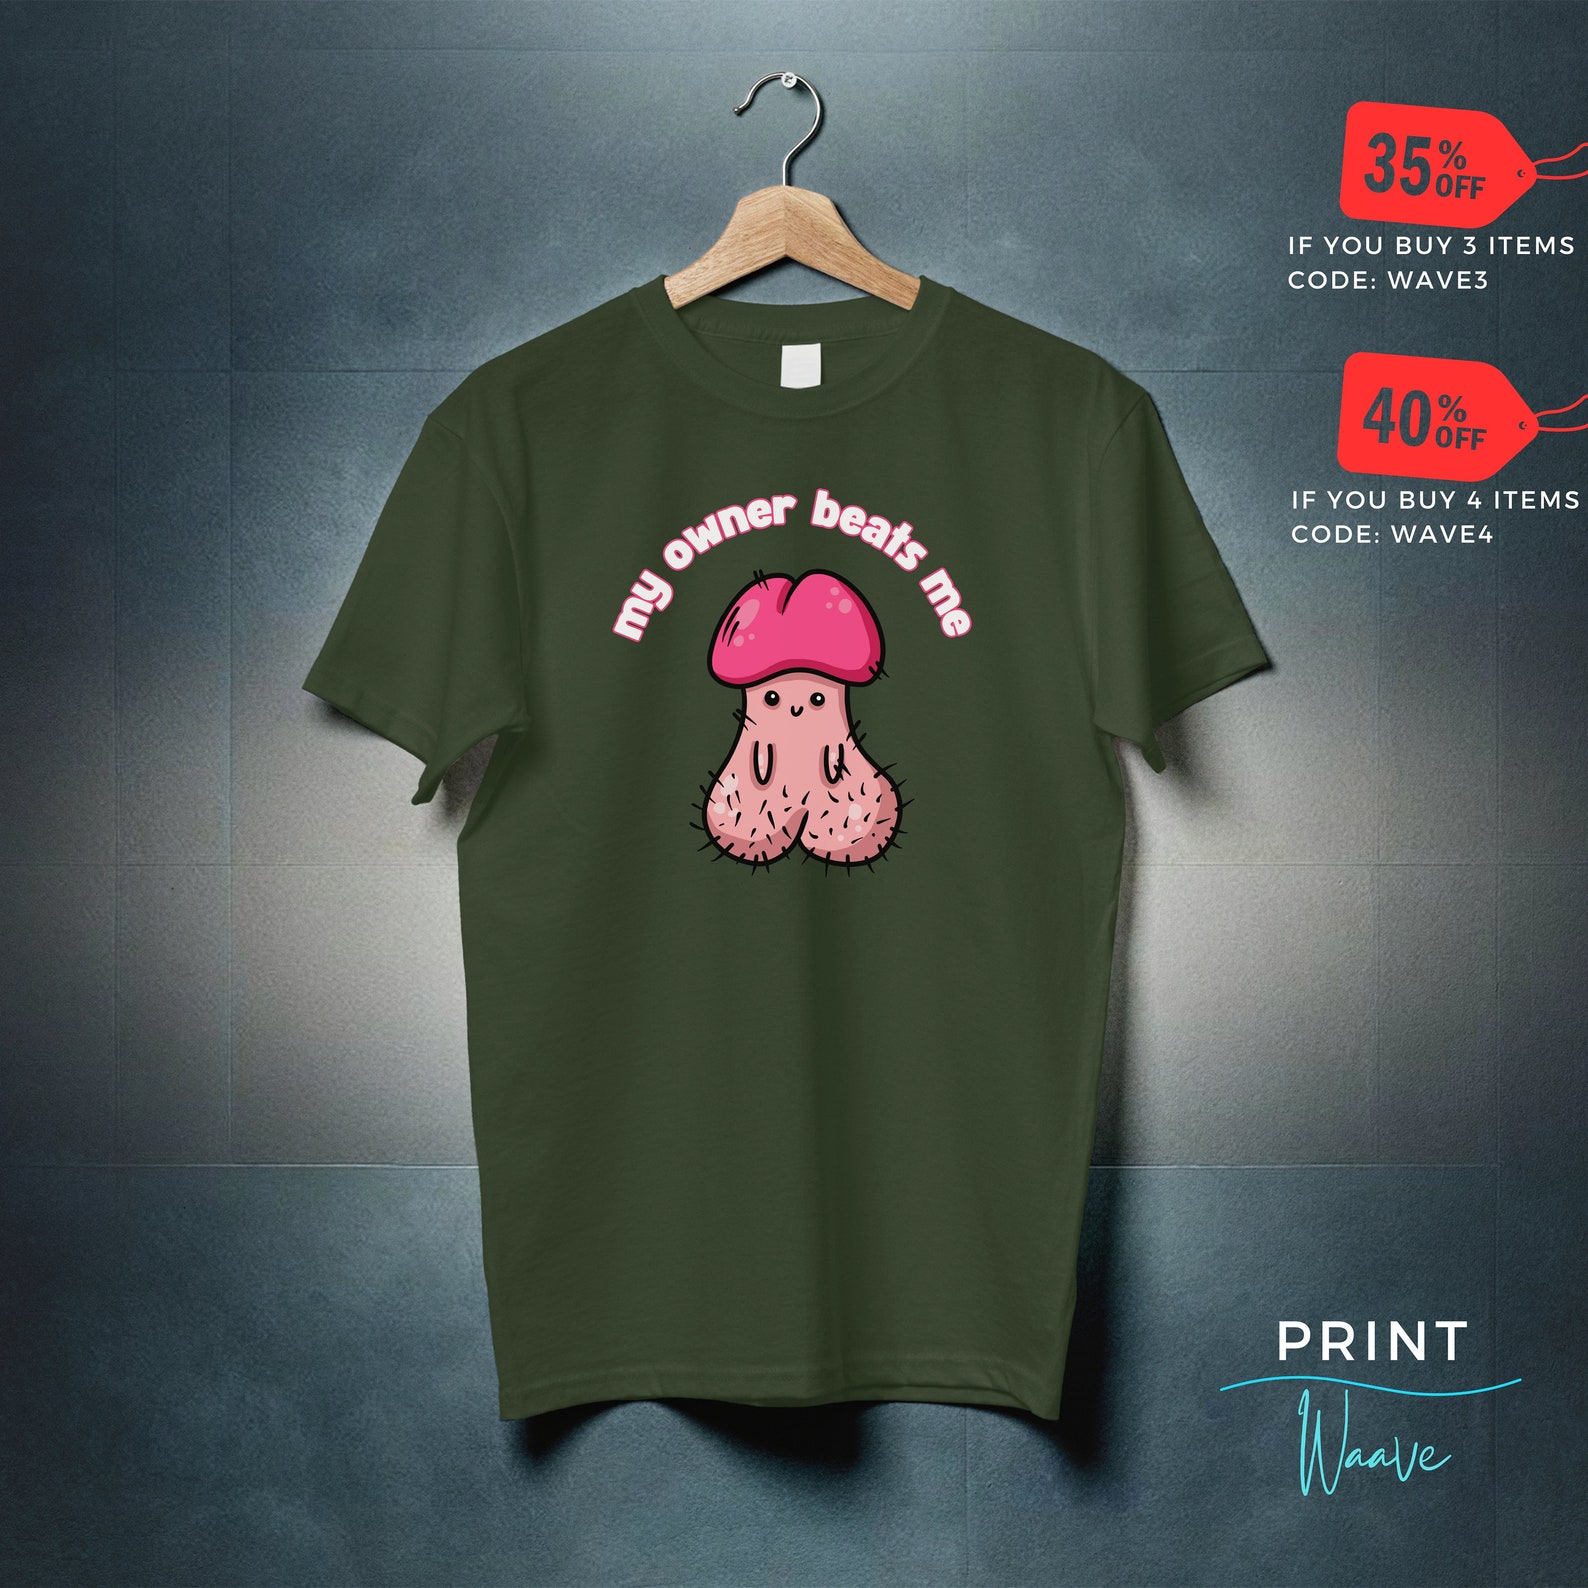 my owner beats me
35% OFF
IF YOU BUY 3 ITEMS
CODE: WAVE3
40% OFF
IF YOU BUY 4 ITEMS
CODE: WAVE4
PRINT
Waave